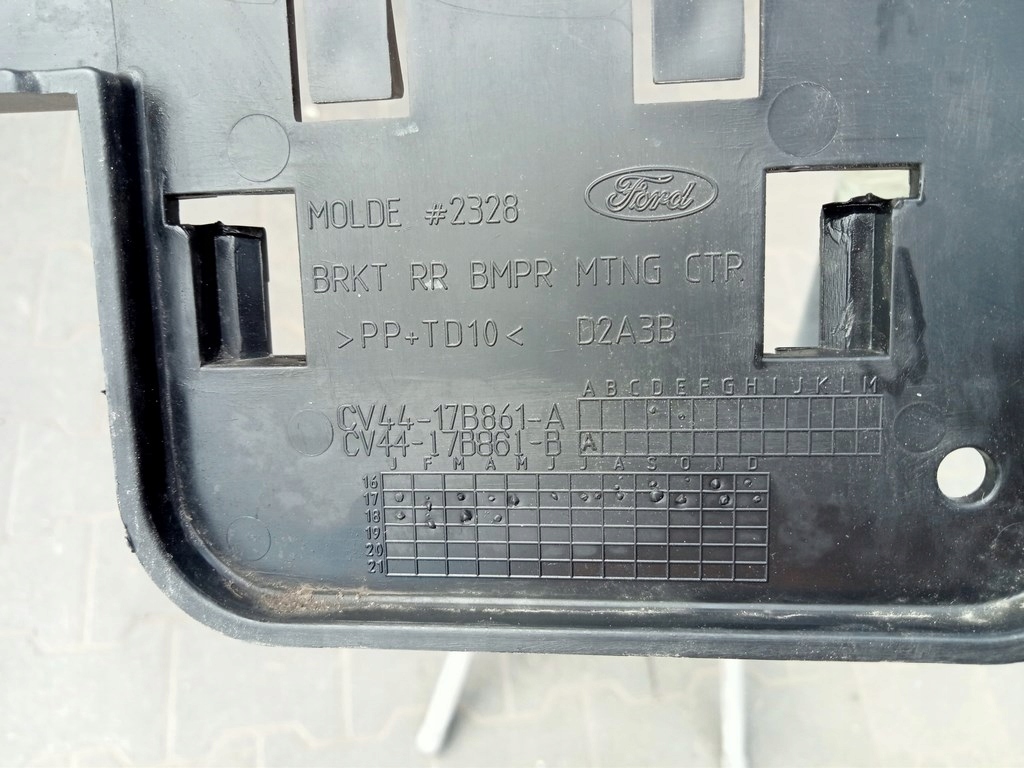 Ford
MOLDE #2328
BRKT RR BMPR MTNG CTR
>PP+TD10< D2A3B
A B C D E F G H I J K L M
CV44-17B861-A
CV44-17B861-B A
J F M A M J J A S O N D
16
17
18
19
20
21